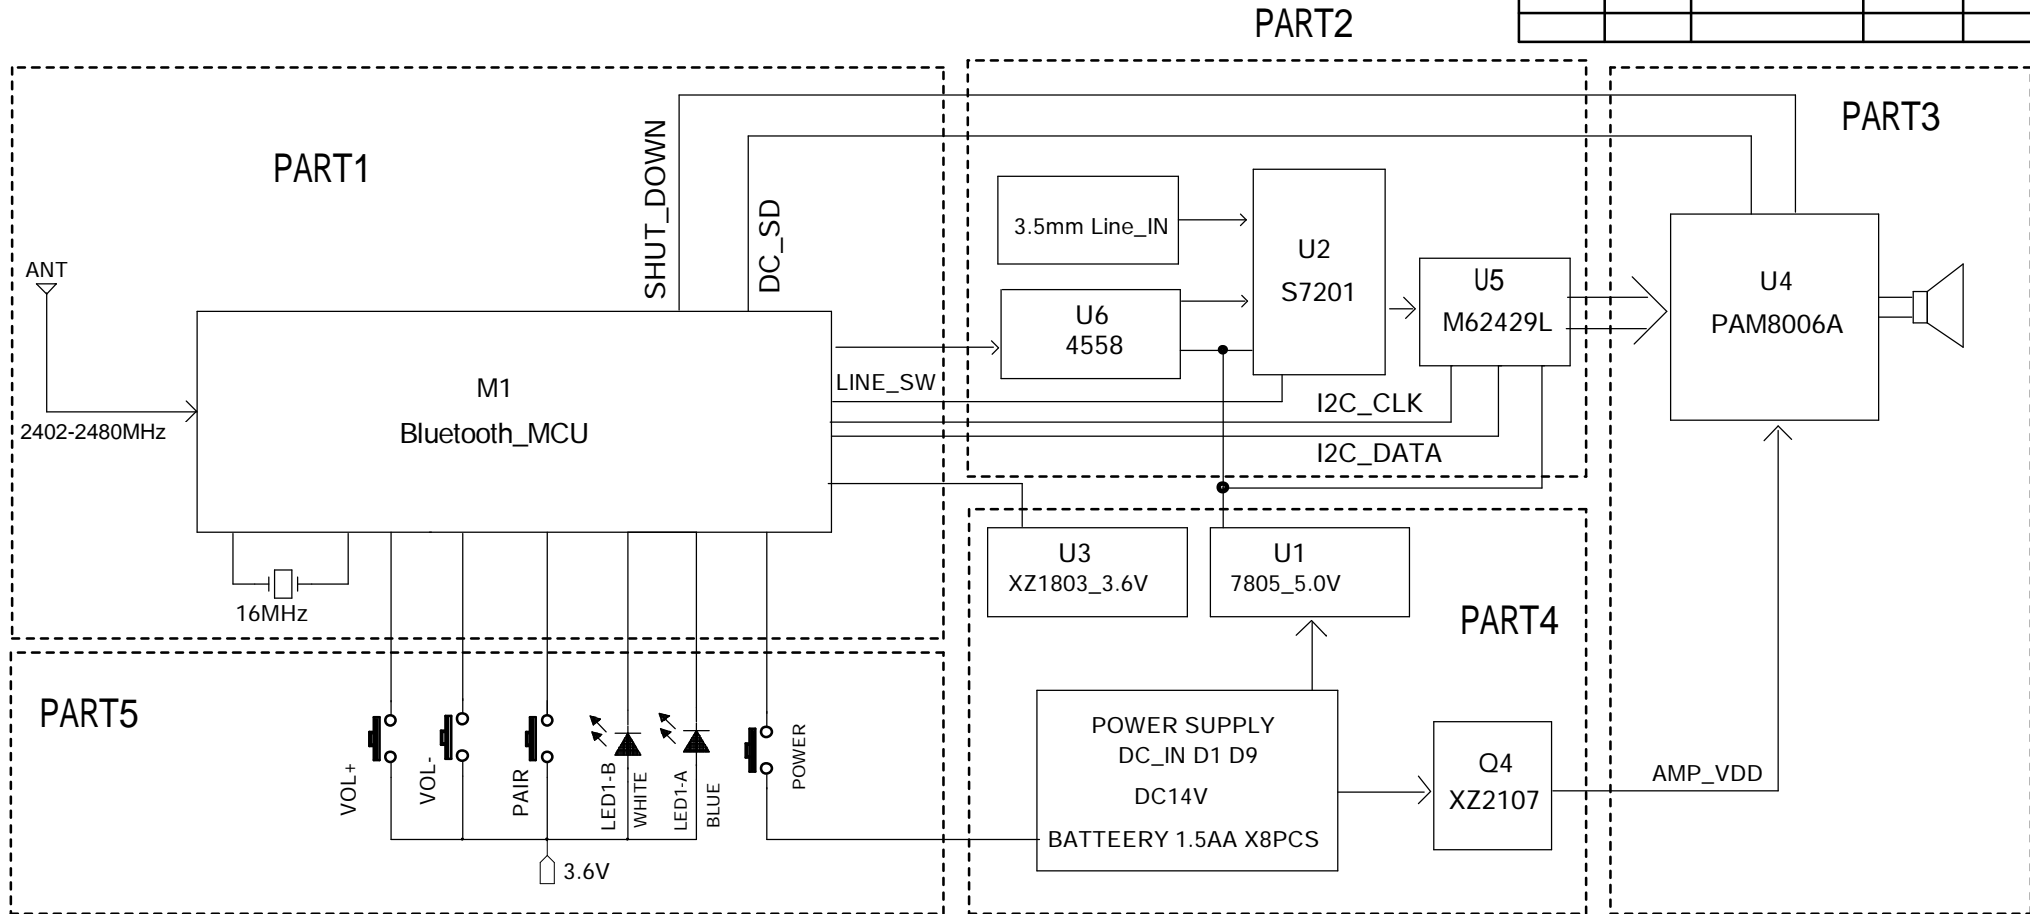 PART2
PART1
SHUT_DOWN
DC_SD
PART3
3.5mm Line_IN
U2
S7201
ANT
U6
4558
U5
M62429L
U4
PAM8006A
2402-2480MHz
M1
Bluetooth_MCU
LINE_SW
I2C_CLK
I2C_DATA
16MHz
U3
XZ1803_3.6V
U1
7805_5.0V
PART4
PART5
VOL+
VOL-
PAIR
LED1-B
WHITE
LED1-A
BLUE
POWER
3.6V
POWER SUPPLY
DC_IN D1 D9
DC14V
BATTEERY 1.5AA X8PCS
Q4
XZ2107
AMP_VDD